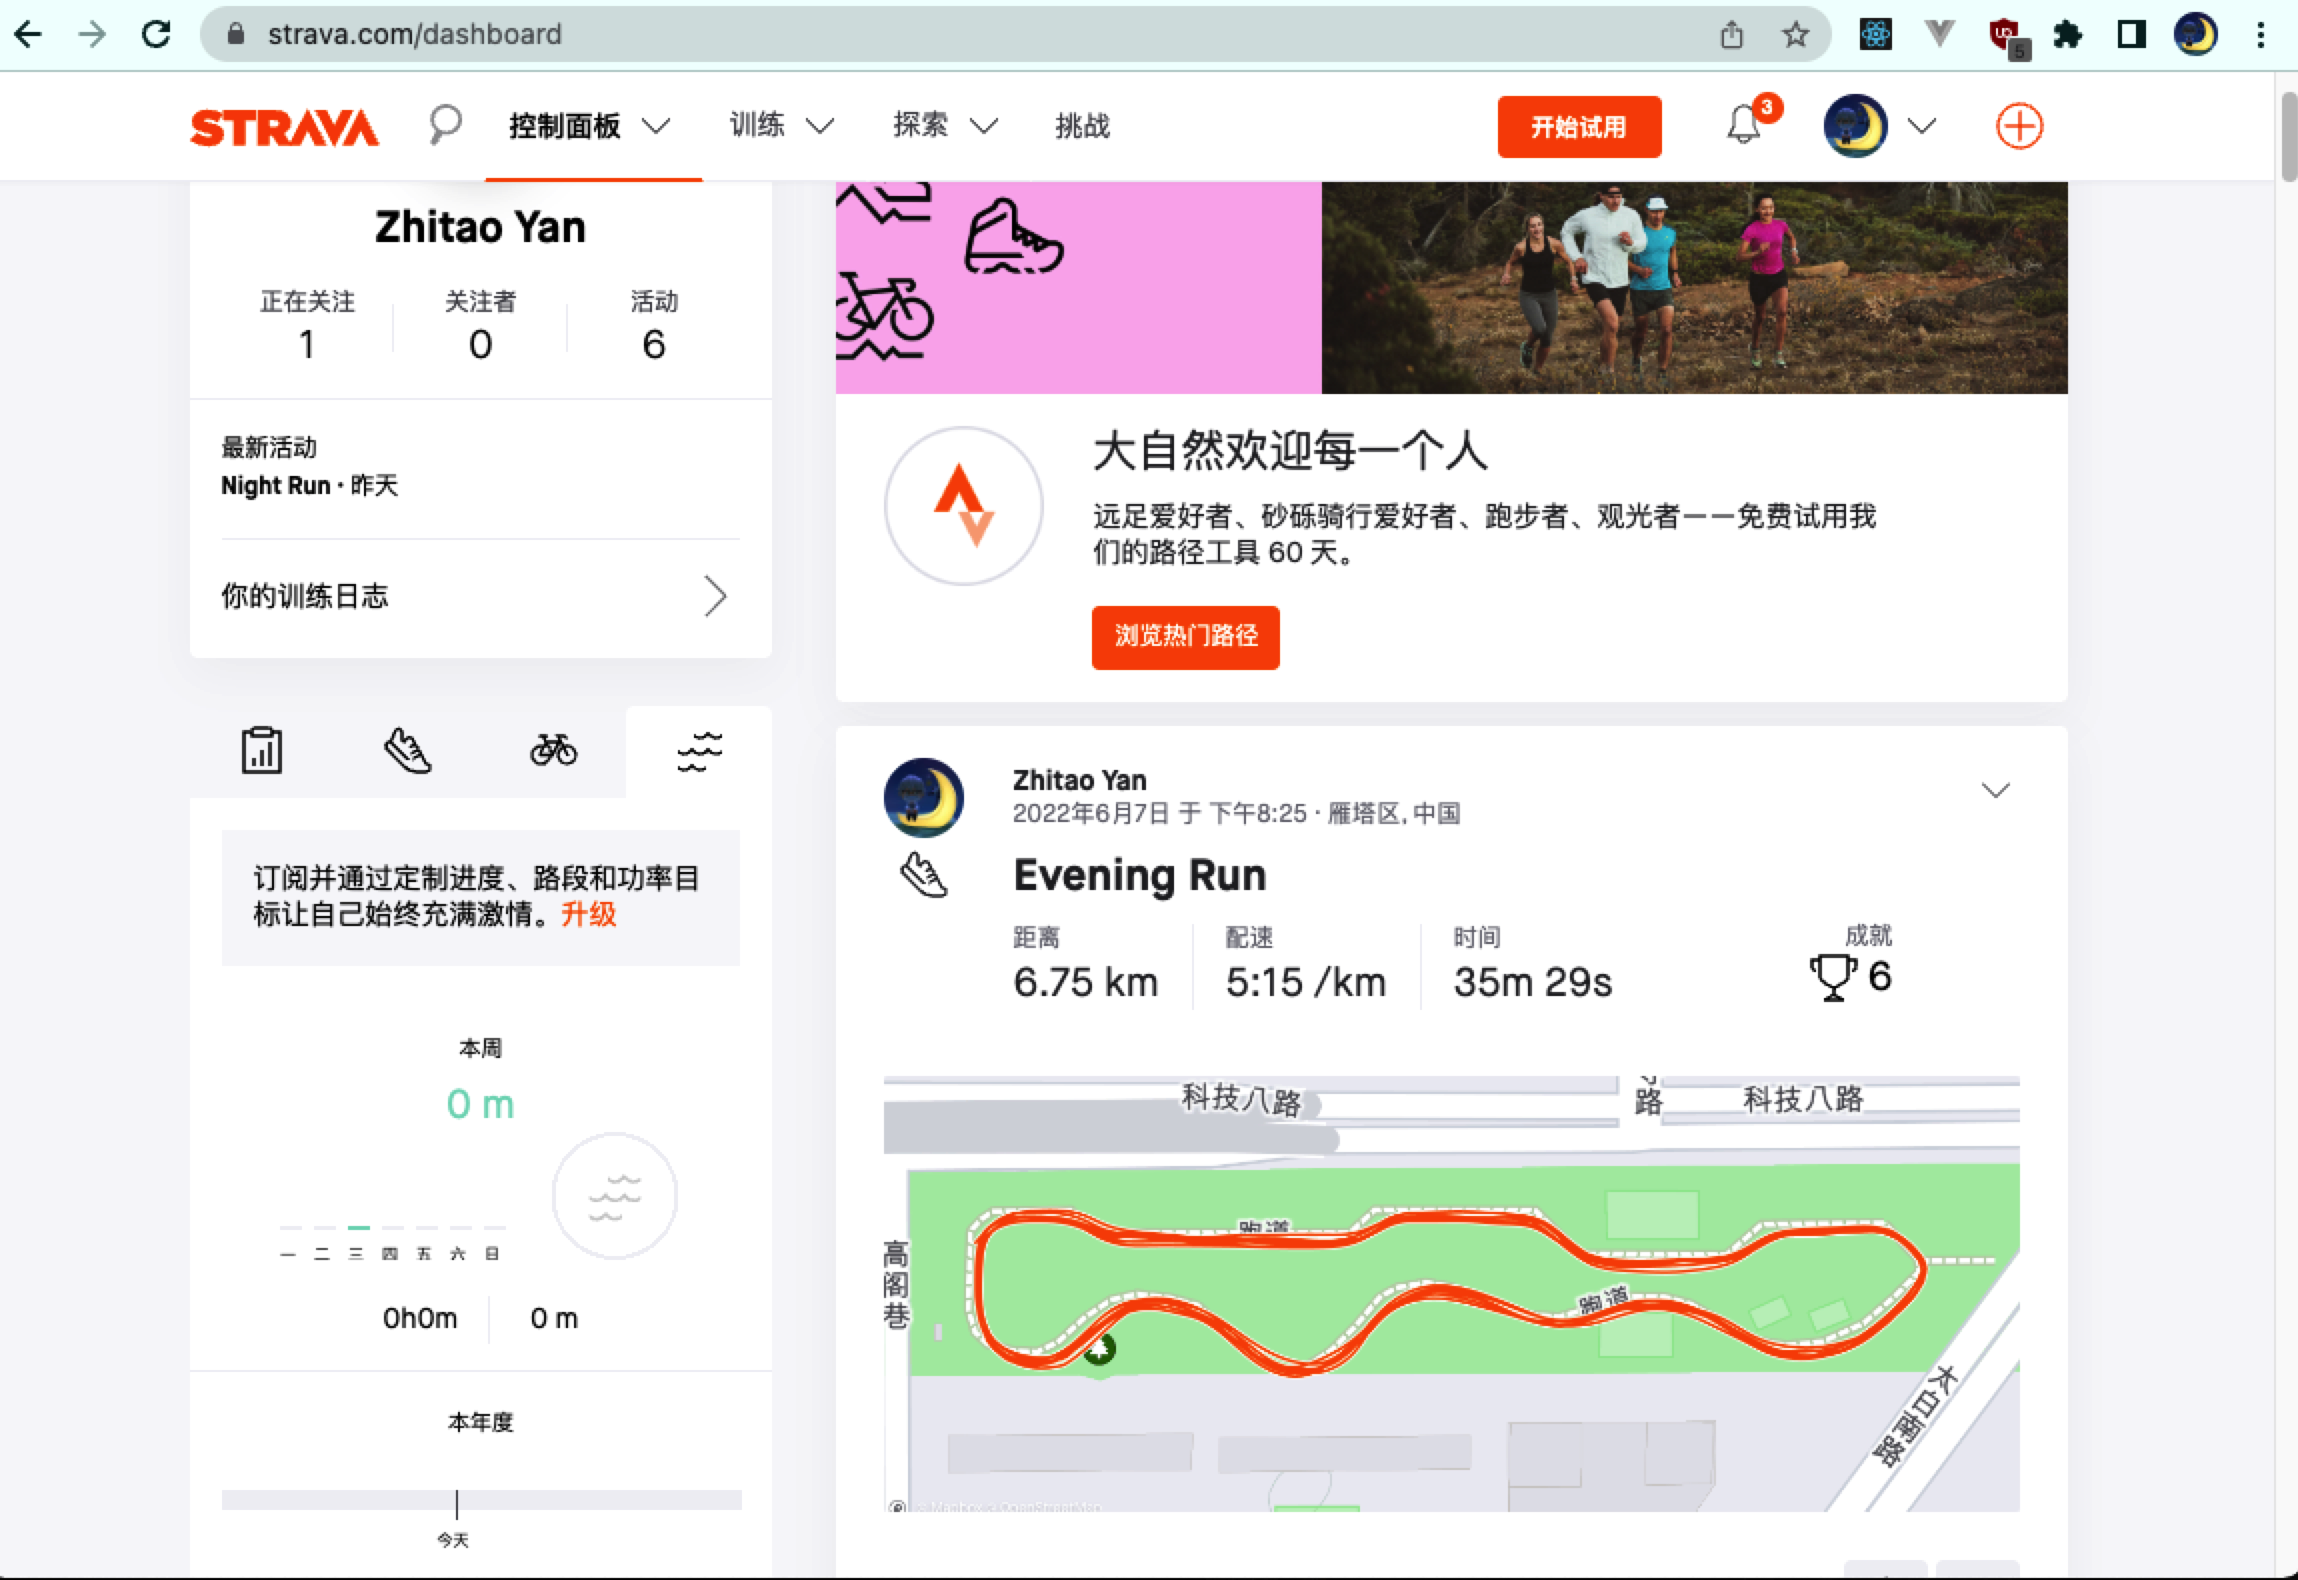 strava.com/dashboard
5
STRAVA
控制面板
训练
探索
挑战
开始试用
3
Zhitao Yan
正在关注
1
关注者
0
活动
6
最新活动
Night Run · 昨天
你的训练日志
订阅并通过定制进度、路段和功率目
标让自己始终充满激情。升级
本周
0 m
一 二 三 四 五 六 日
0h0m
0 m
本年度
今天
大自然欢迎每一个人
远足爱好者、砂砾骑行爱好者、跑步者、观光者——免费试用我
们的路径工具 60 天。
浏览热门路径
Zhitao Yan
2022年6月7日 于 下午8:25 · 雁塔区, 中国
Evening Run
距离
6.75 km
配速
5:15 /km
时间
35m 29s
成就
6
科技八路
路
科技八路
跑道
高阁巷
跑道
太白南路
© Mapbox © OpenStreetMap